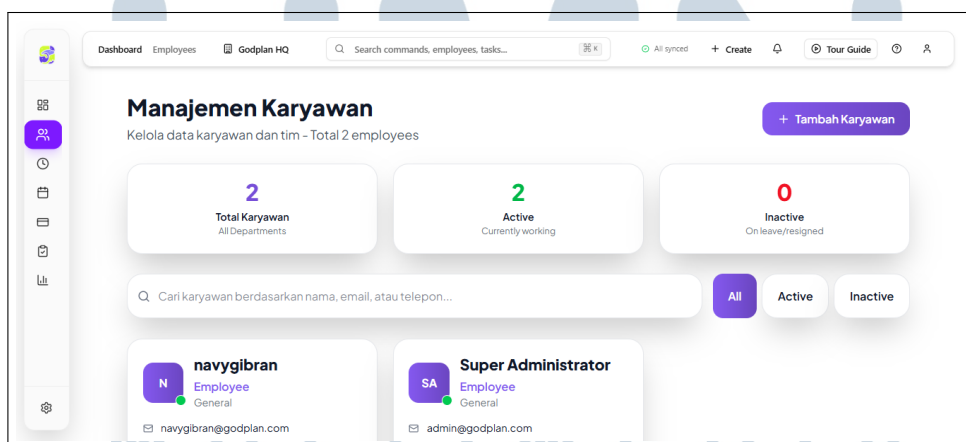 Dashboard Employees Godplan HQ Search commands, employees, tasks... ⌘ K All synced + Create Tour Guide
Manajemen Karyawan
Kelola data karyawan dan tim - Total 2 employees
+ Tambah Karyawan
2
Total Karyawan
All Departments
2
Active
Currently working
0
Inactive
On leave/resigned
Cari karyawan berdasarkan nama, email, atau telepon...
All Active Inactive
N
navygibran
Employee
General
navygibran@godplan.com
SA
Super Administrator
Employee
General
admin@godplan.com